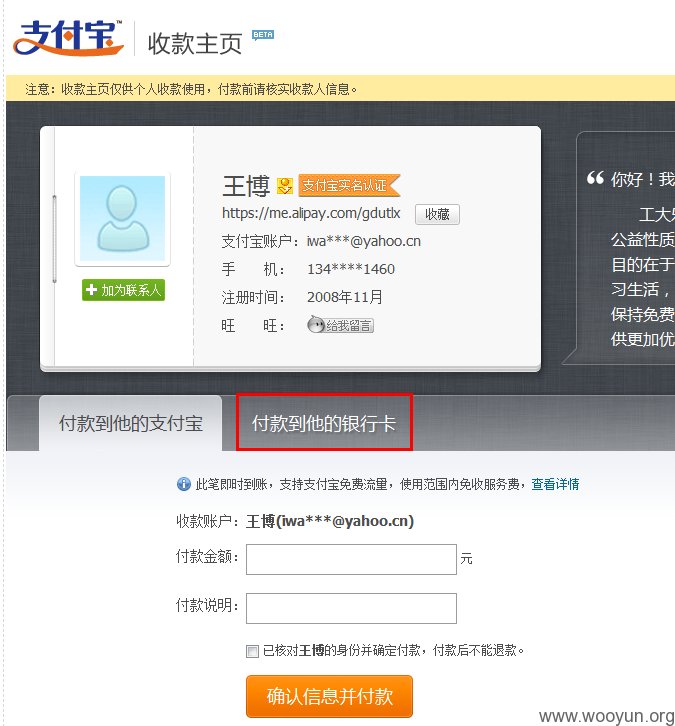 支付宝™ 收款主页 BETA
注意：收款主页仅供个人收款使用，付款前请核实收款人信息。
王博 支付宝实名认证
https://me.alipay.com/gdutlx 收藏
支付宝账户：iwa***@yahoo.cn
手 机： 134****1460
注册时间： 2008年11月
旺 旺： 给我留言
加为联系人
“ 你好！我
工大乐
公益性质
目的在于
习生活，
保持免费
供更加优
付款到他的支付宝 付款到他的银行卡
此笔即时到账，支持支付宝免费流量，使用范围内免收服务费，查看详情
收款账户：王博(iwa***@yahoo.cn)
付款金额： 元
付款说明：
已核对王博的身份并确定付款，付款后不能退款。
确认信息并付款
www.wooyun.org